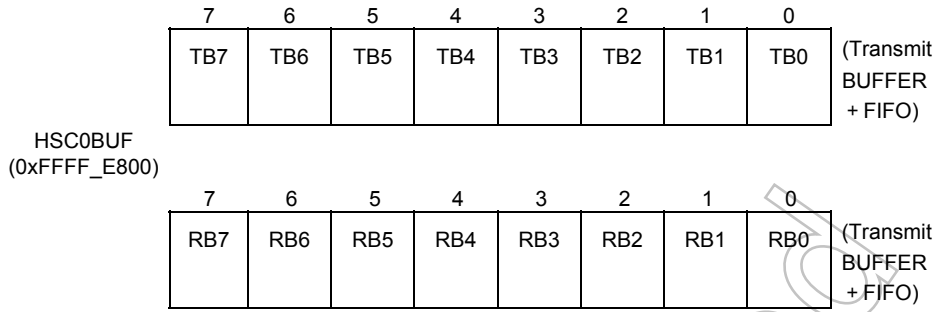 7 6 5 4 3 2 1 0
TB7 TB6 TB5 TB4 TB3 TB2 TB1 TB0 (Transmit
BUFFER
+ FIFO)
HSC0BUF
(0xFFFF_E800)
7 6 5 4 3 2 1 0
RB7 RB6 RB5 RB4 RB3 RB2 RB1 RB0 (Transmit
BUFFER
+ FIFO)